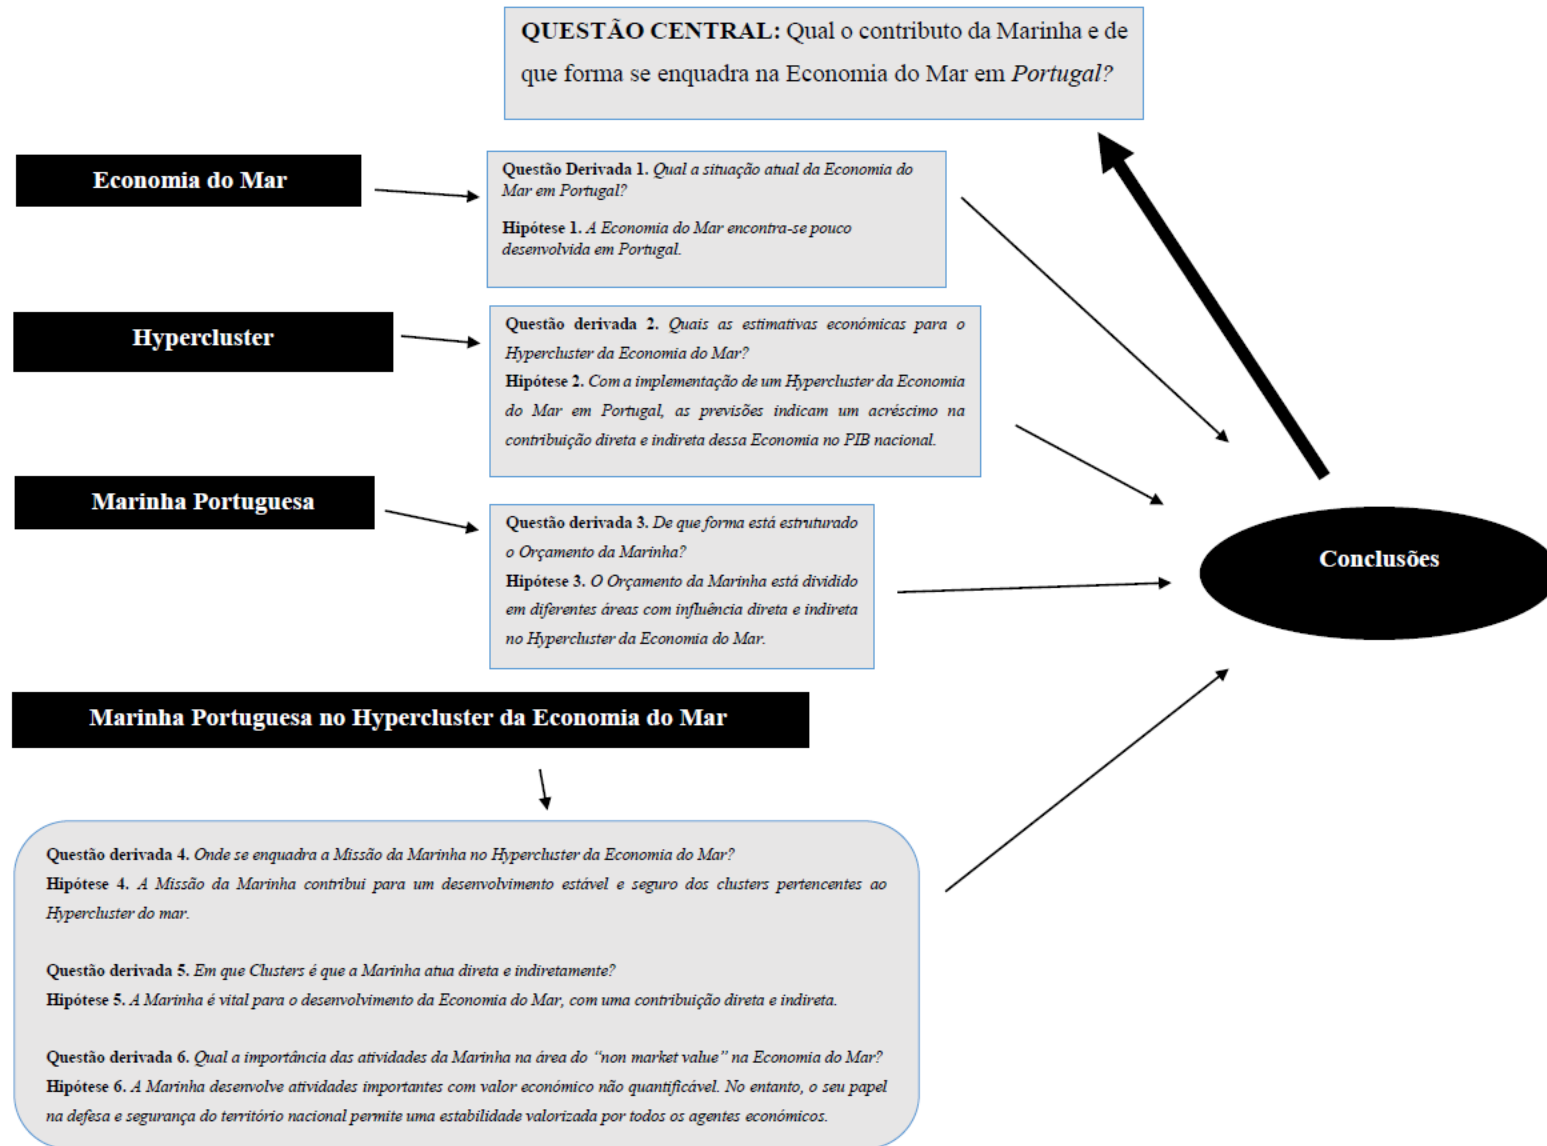 QUESTÃO CENTRAL: Qual o contributo da Marinha e de
que forma se enquadra na Economia do Mar em Portugal?
Economia do Mar
Questão Derivada 1. Qual a situação atual da Economia do
Mar em Portugal?
Hipótese 1. A Economia do Mar encontra-se pouco
desenvolvida em Portugal.
Hypercluster
Questão derivada 2. Quais as estimativas económicas para o
Hypercluster da Economia do Mar?
Hipótese 2. Com a implementação de um Hypercluster da Economia
do Mar em Portugal, as previsões indicam um acréscimo na
contribuição direta e indireta dessa Economia no PIB nacional.
Marinha Portuguesa
Questão derivada 3. De que forma está estruturado
o Orçamento da Marinha?
Hipótese 3. O Orçamento da Marinha está dividido
em diferentes áreas com influência direta e indireta
no Hypercluster da Economia do Mar.
Conclusões
Marinha Portuguesa no Hypercluster da Economia do Mar
Questão derivada 4. Onde se enquadra a Missão da Marinha no Hypercluster da Economia do Mar?
Hipótese 4. A Missão da Marinha contribui para um desenvolvimento estável e seguro dos clusters pertencentes ao
Hypercluster do mar.
Questão derivada 5. Em que Clusters é que a Marinha atua direta e indiretamente?
Hipótese 5. A Marinha é vital para o desenvolvimento da Economia do Mar, com uma contribuição direta e indireta.
Questão derivada 6. Qual a importância das atividades da Marinha na área do “non market value” na Economia do Mar?
Hipótese 6. A Marinha desenvolve atividades importantes com valor económico não quantificável. No entanto, o seu papel
na defesa e segurança do território nacional permite uma estabilidade valorizada por todos os agentes económicos.